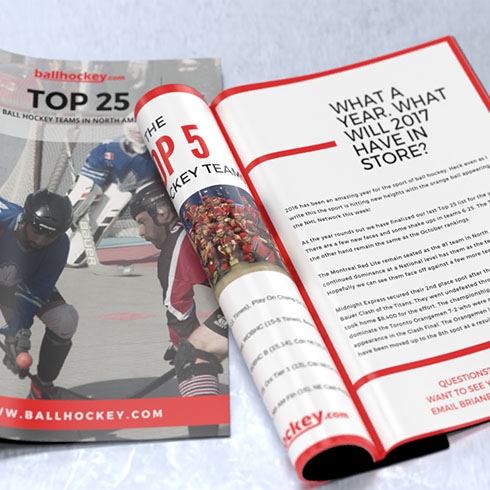 ballhockey.com
TOP 25
BALL HOCKEY TEAMS IN NORTH AM
WWW.BALLHOCKEY.COM
THE
TOP 5
HOCKEY TEAM
Play On
hockey.com
WHAT A
YEAR. WHAT
WILL 2017
HAVE IN
STORE?
2016 has been an amazing year for the sport of ball hockey. Heck even as I
write this the sport is hitting new heights with the orange ball appearing
the NHL Network this week!
As the year rounds out we have finalized our last Top 25 list for the
There are a few new faces and some shake ups in teams 6-25. The
the other hand remain the same as the October rankings.
The Montreal Red Lite remain seated as the #1 team in North
continued dominance at a National level has them as the
hopefully we can see them face off against a few more
Midnight Express secured their 2nd place spot after
Bauer Clash of the Titans. They went undefeated
took home $6,400 for the effort. The championship
dominate the Toronto Orangemen 7-2 who were
appearance in the Clash Final. The Orangemen
have been moved up to the 8th spot as a result
QUESTIONS
WANT TO SEE Y
EMAIL BRIAN